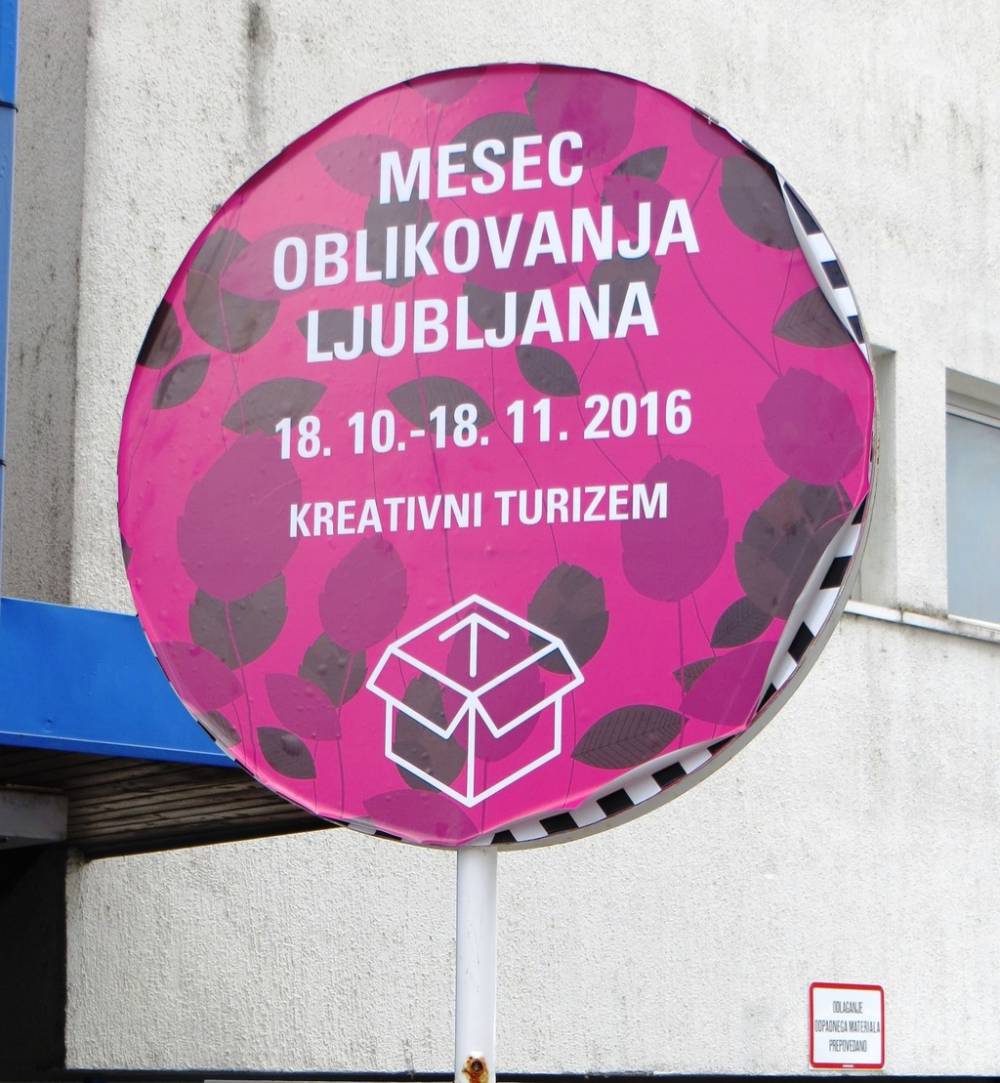 MESEC
OBLIKOVANJA
LJUBLJANA
18. 10.-18. 11. 2016
KREATIVNI TURIZEM
ODLAGANJE
ODPADNEGA MATERIALA
PREPOVEDANO